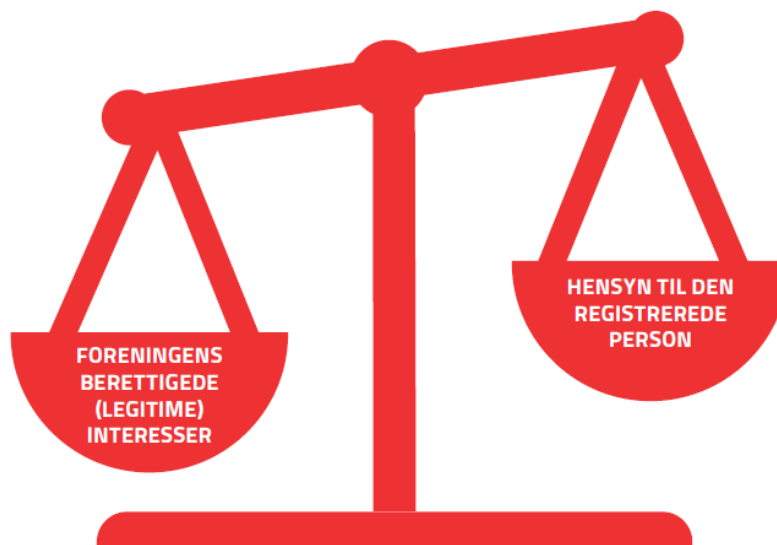 FORENINGENS
BERETTIGEDE
(LEGITIME)
INTERESSER
HENSYN TIL DEN
REGISTREREDE
PERSON